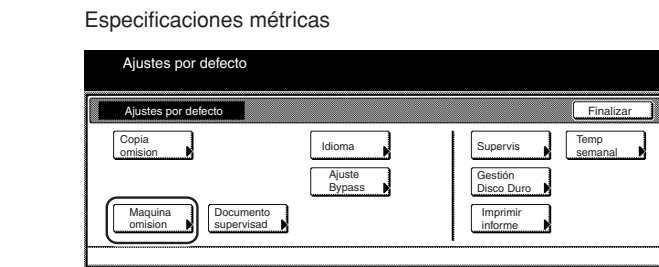 Especificaciones métricas
Ajustes por defecto
Ajustes por defecto
Finalizar
Copia
omision
Idioma
Supervis
Temp
semanal
Ajuste
Bypass
Gestión
Disco Duro
Maquina
omision
Documento
supervisad
Imprimir
informe